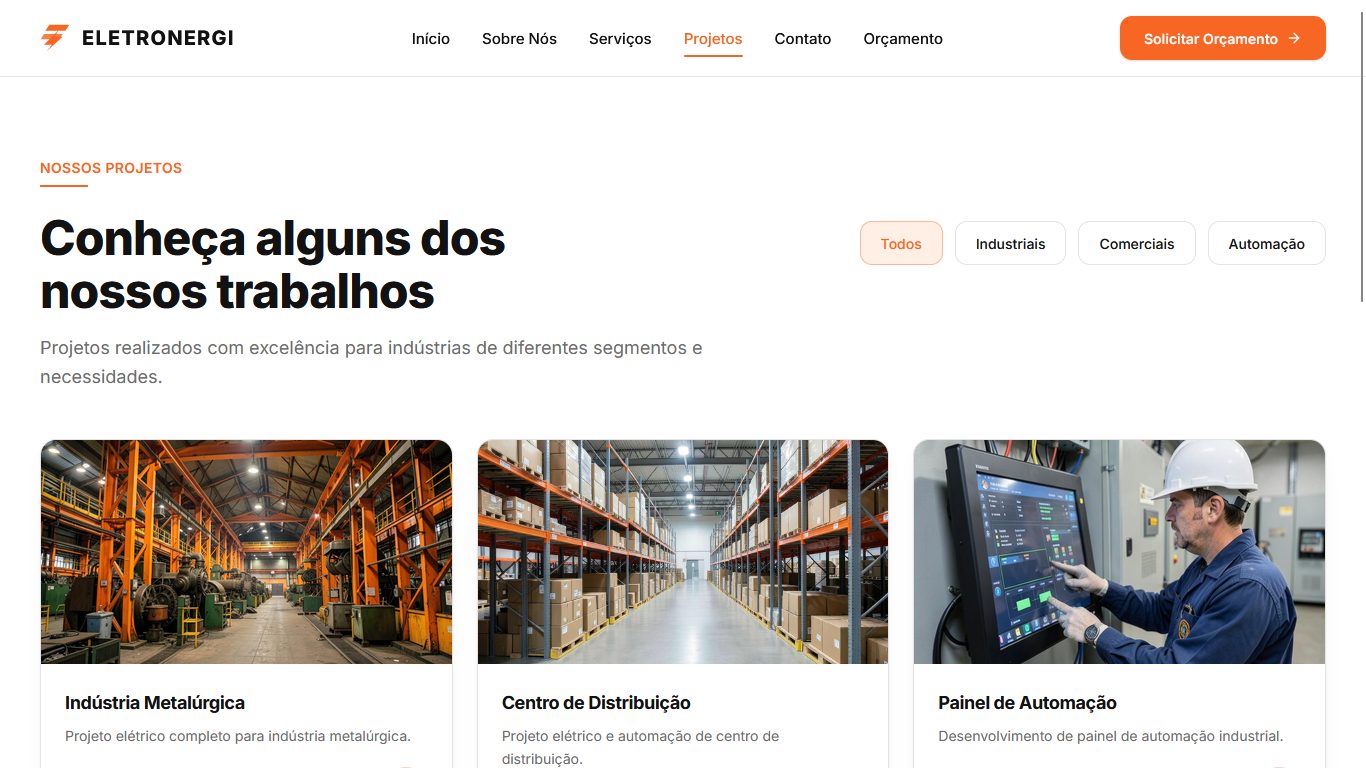 ELETRONERGI
Início
Sobre Nós
Serviços
Projetos
Contato
Orçamento
Solicitar Orçamento
NOSSOS PROJETOS
Conheça alguns dos
nossos trabalhos
Todos
Industriais
Comerciais
Automação
Projetos realizados com excelência para indústrias de diferentes segmentos e
necessidades.
Indústria Metalúrgica
Projeto elétrico completo para indústria metalúrgica.
Centro de Distribuição
Projeto elétrico e automação de centro de
distribuição.
Painel de Automação
Desenvolvimento de painel de automação industrial.